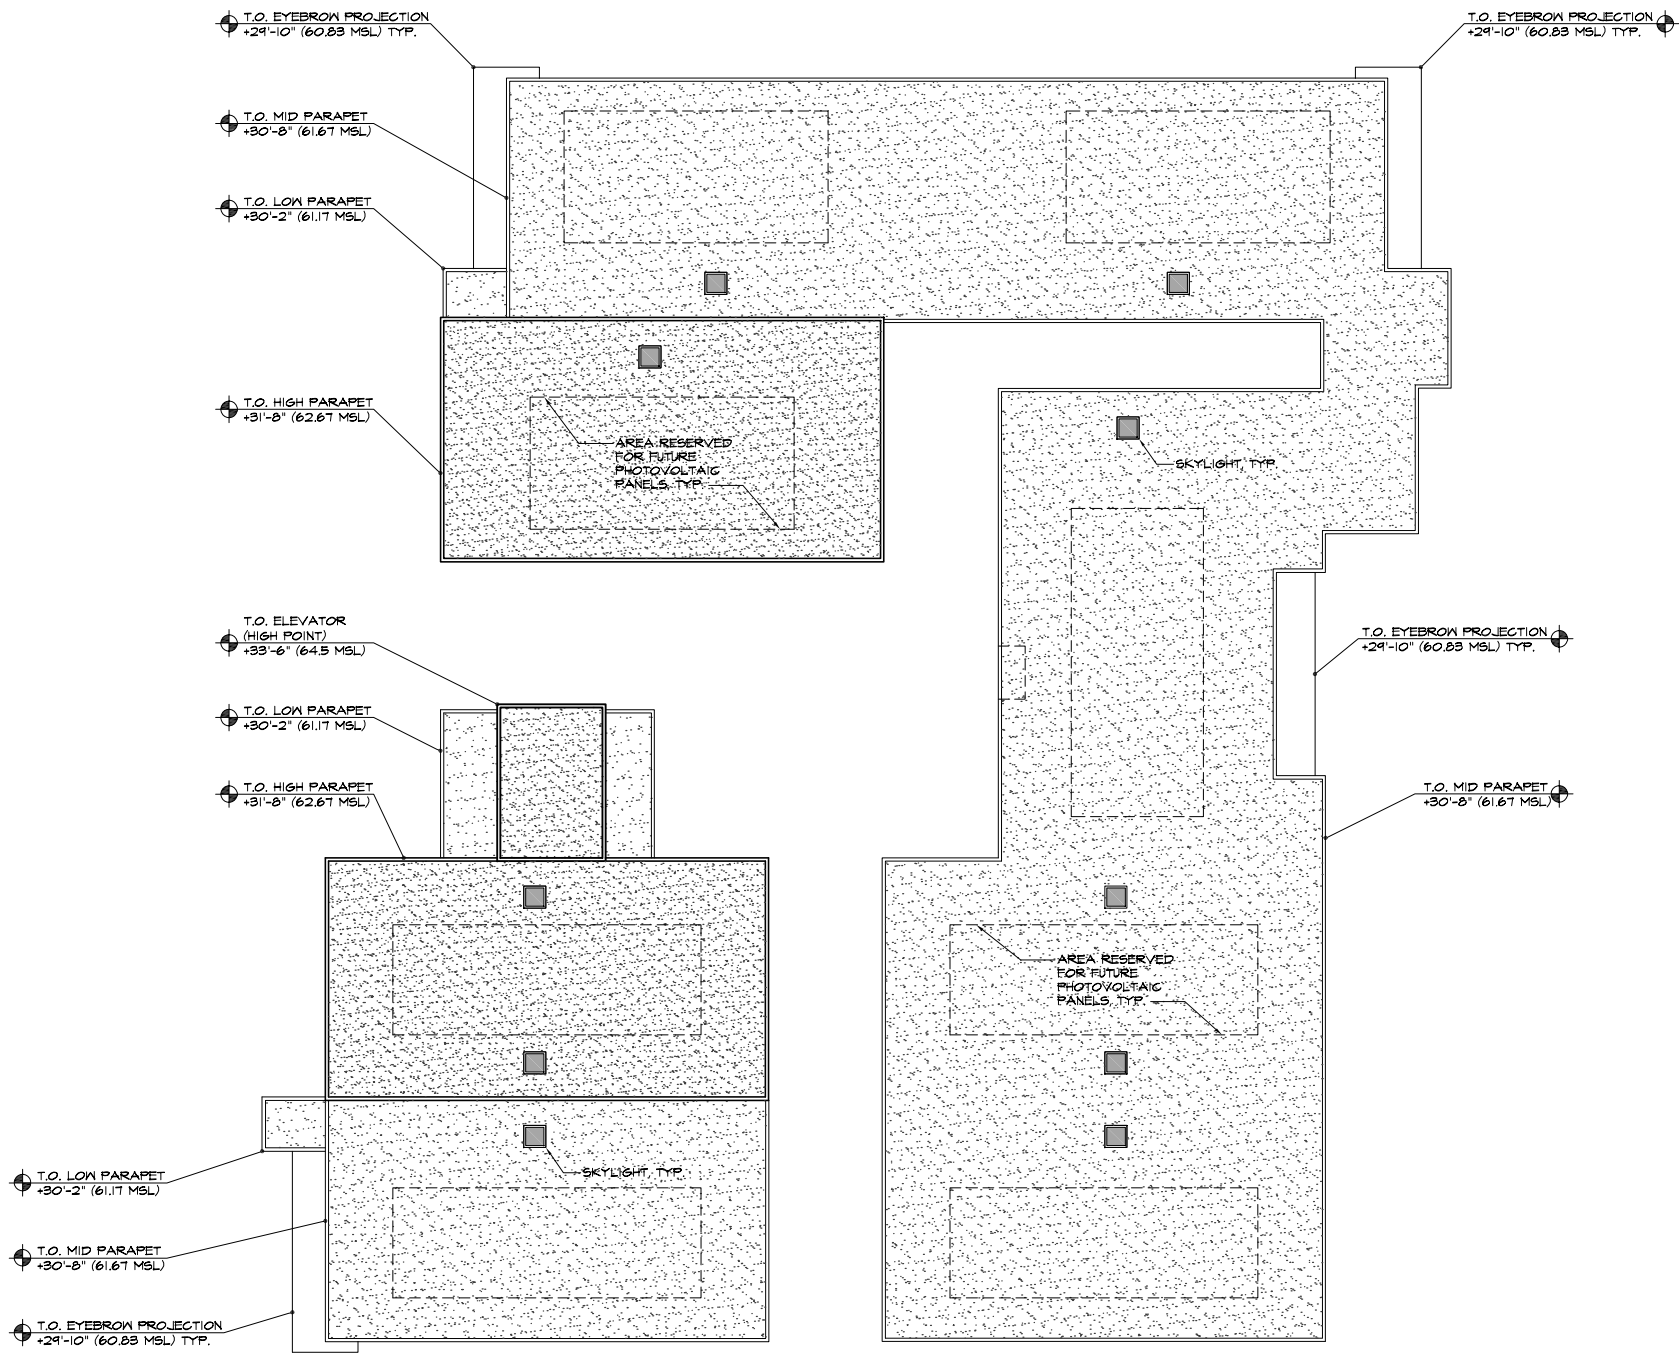 T.O. EYEBROW PROJECTION
+29'-10" (60.83 MSL) TYP.
T.O. EYEBROW PROJECTION
+29'-10" (60.83 MSL) TYP.
T.O. MID PARAPET
+30'-8" (61.67 MSL)
T.O. LOW PARAPET
+30'-2" (61.17 MSL)
T.O. HIGH PARAPET
+31'-8" (62.67 MSL)
AREA RESERVED
FOR FUTURE
PHOTOVOLTAIC
PANELS, TYP.
SKYLIGHT, TYP.
T.O. ELEVATOR
(HIGH POINT)
+33'-6" (64.5 MSL)
T.O. EYEBROW PROJECTION
+29'-10" (60.83 MSL) TYP.
T.O. LOW PARAPET
+30'-2" (61.17 MSL)
T.O. HIGH PARAPET
+31'-8" (62.67 MSL)
T.O. MID PARAPET
+30'-8" (61.67 MSL)
AREA RESERVED
FOR FUTURE
PHOTOVOLTAIC
PANELS, TYP.
SKYLIGHT, TYP.
T.O. LOW PARAPET
+30'-2" (61.17 MSL)
T.O. MID PARAPET
+30'-8" (61.67 MSL)
T.O. EYEBROW PROJECTION
+29'-10" (60.83 MSL) TYP.